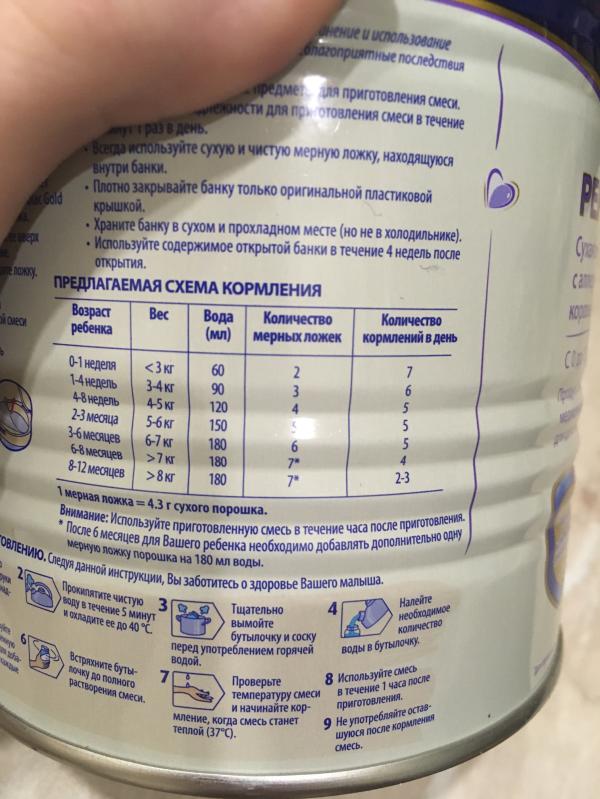 и использование
благоприятные последствия
для приготовления смеси.
для приготовления смеси в течение
1 раз в день.
• Всегда используйте сухую и чистую мерную ложку, находящуюся
внутри банки.
• Плотно закрывайте банку только оригинальной пластиковой
крышкой.
• Храните банку в сухом и прохладном месте (но не в холодильнике).
• Используйте содержимое открытой банки в течение 4 недель после
открытия.
Gold
ложку.
смеси
ПРЕДЛАГАЕМАЯ СХЕМА КОРМЛЕНИЯ
Возраст ребенка Вес Вода (мл) Количество мерных ложек Количество кормлений в день
0-1 неделя <3 кг 60 2 7
1-4 недель 3-4 кг 90 3 6
4-8 недель 4-5 кг 120 4 5
2-3 месяца 5-6 кг 150 5 5
3-6 месяцев 6-7 кг 180 6 5
6-8 месяцев >7 кг 180 7* 4
8-12 месяцев >8 кг 180 7* 2-3
1 мерная ложка = 4.3 г сухого порошка.
Внимание: Используйте приготовленную смесь в течение часа после приготовления.
* После 6 месяцев для Вашего ребенка необходимо добавлять дополнительно одну
мерную ложку порошка на 180 мл воды.
Следуя данной инструкции, Вы заботитесь о здоровье Вашего малыша.
2 Прокипятите чистую
воду в течение 5 минут
и охладите ее до 40 °C.
3 Тщательно
вымойте
бутылочку и соску
перед употреблением горячей
водой.
4 Налейте
необходимое
количество
воды в бутылочку.
6 Встряхните буты-
лочку до полного
растворения смеси.
7 Проверьте
температуру смеси
и начинайте кор-
мление, когда смесь станет
теплой (37°C).
8 Используйте смесь
в течение 1 часа после
приготовления.
9 Не употребляйте остав-
шуюся после кормления
смесь.